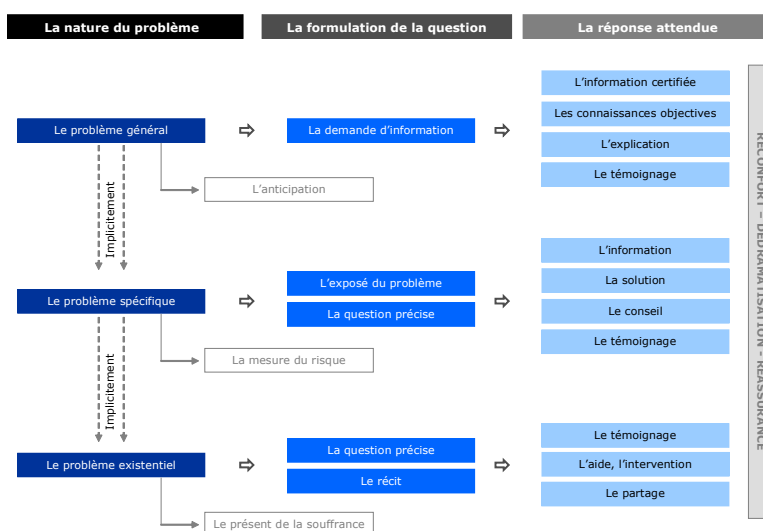 La nature du problème
La formulation de la question
La réponse attendue
L'information certifiée
Les connaissances objectives
Le problème général
La demande d'information
L'explication
Le témoignage
L'anticipation
Implicitement
L'information
L'exposé du problème
La solution
Le problème spécifique
La question précise
Le conseil
Le témoignage
La mesure du risque
Implicitement
Le témoignage
La question précise
Le problème existentiel
L'aide, l'intervention
Le récit
Le partage
Le présent de la souffrance
RECONFORT – DEDRAMATISATION - REASSURANCE